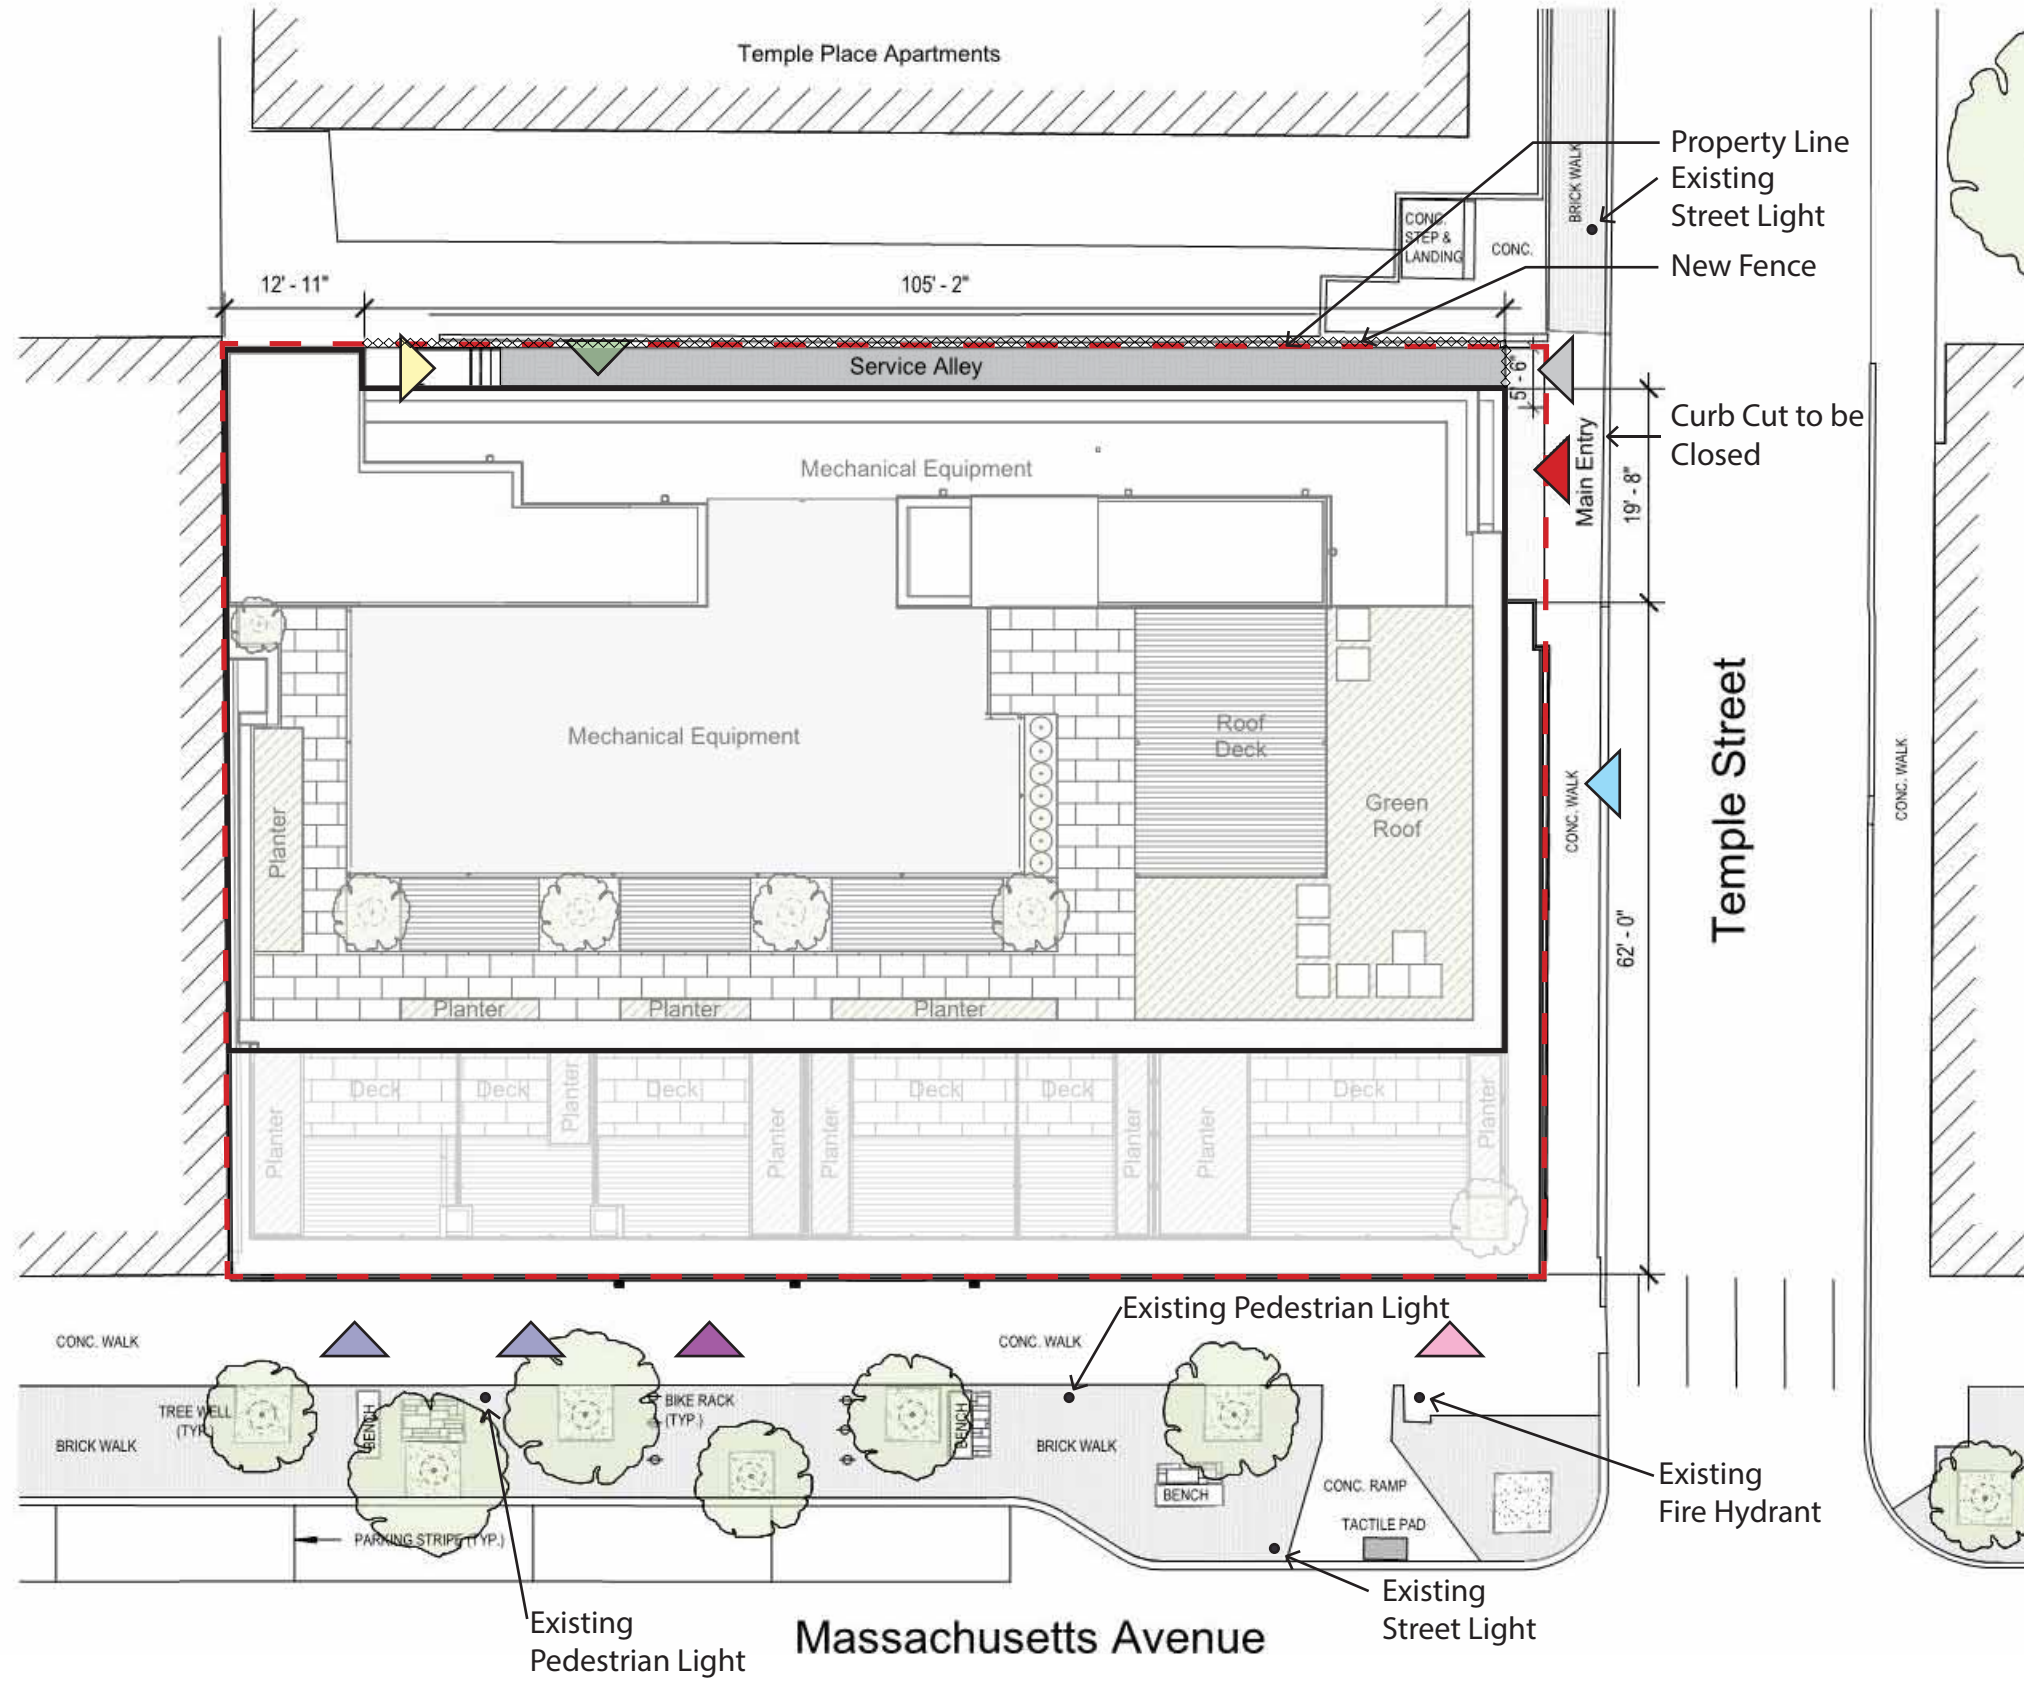 Temple Place Apartments
Property Line
Existing
Street Light
BRICK WALK
CONC.
STEP &
LANDING
CONC.
New Fence
12' - 11"
105' - 2"
Service Alley
5' - 6"
Curb Cut to be
Closed
Main Entry
19' - 8"
Mechanical Equipment
Mechanical Equipment
Roof
Deck
Green
Roof
Planter
Temple Street
CONC. WALK
CONC. WALK
62' - 0"
Planter
Planter
Planter
Deck
Deck
Deck
Deck
Deck
Deck
Planter
Planter
Planter
Planter
Planter
Planter
Planter
Existing Pedestrian Light
CONC. WALK
CONC. WALK
TREE WELL
(TYP.)
BENCH
BIKE RACK
(TYP.)
BENCH
BRICK WALK
BRICK WALK
BENCH
CONC. RAMP
TACTILE PAD
Existing
Fire Hydrant
PARKING STRIPE (TYP.)
Existing
Street Light
Existing
Pedestrian Light
Massachusetts Avenue